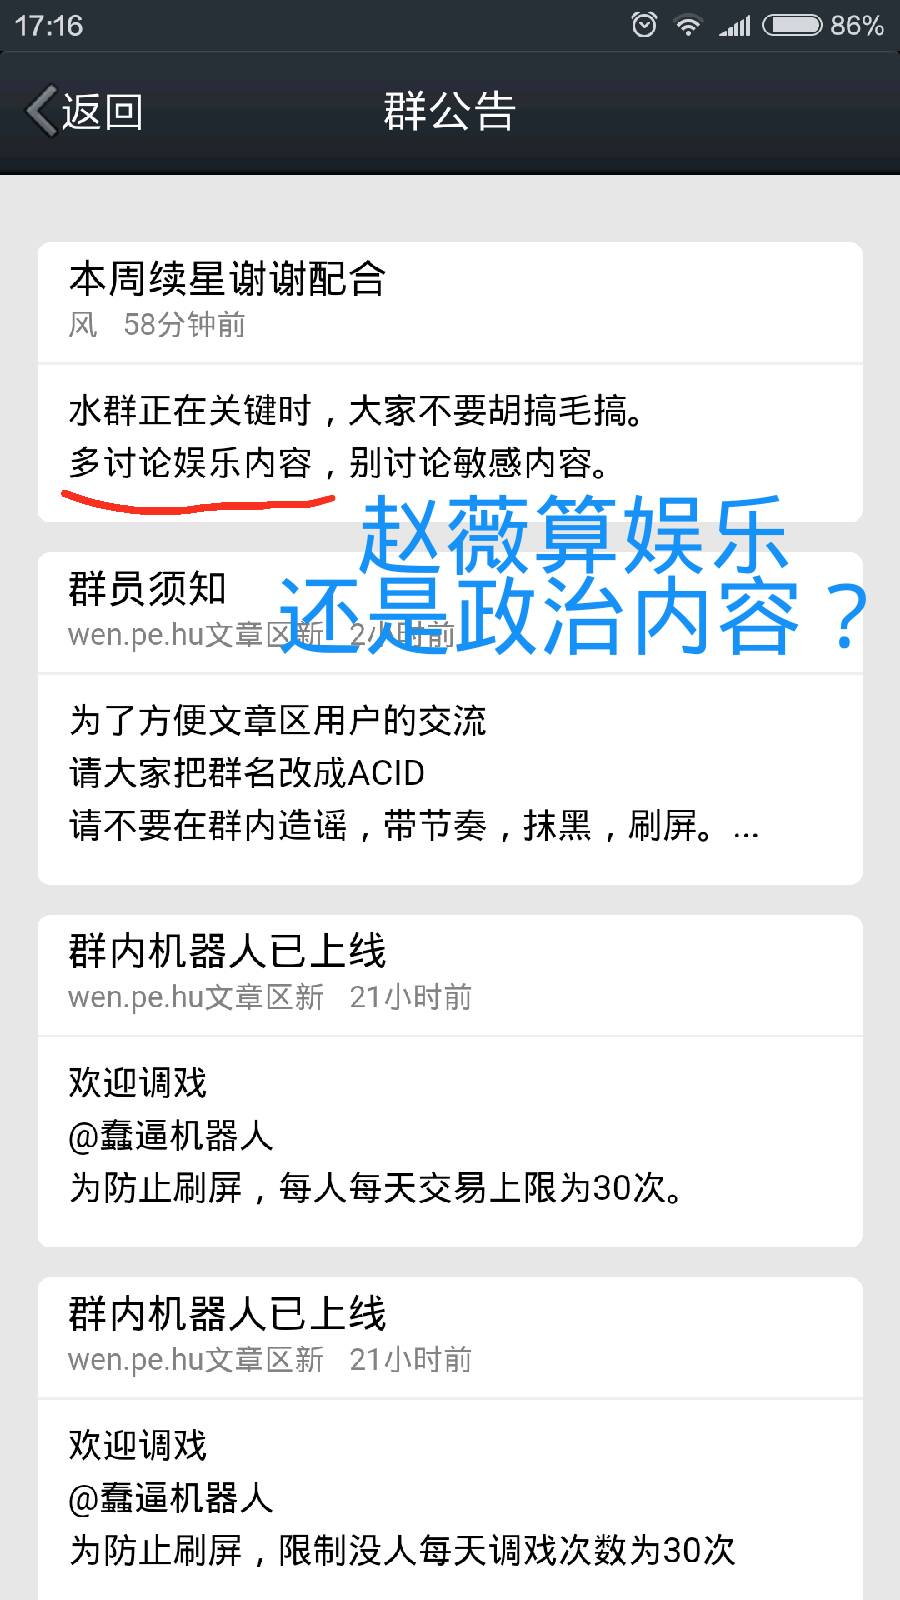 17:16
86%
返回
群公告
本周续星谢谢配合
风 58分钟前
水群正在关键时，大家不要胡搞毛搞。
多讨论娱乐内容，别讨论敏感内容。
赵薇算娱乐
还是政治内容？
群员须知
wen.pe.hu文章区新 2小时前
为了方便文章区用户的交流
请大家把群名改成ACID
请不要在群内造谣，带节奏，抹黑，刷屏。...
群内机器人已上线
wen.pe.hu文章区新 21小时前
欢迎调戏
@蠢逼机器人
为防止刷屏，每人每天交易上限为30次。
群内机器人已上线
wen.pe.hu文章区新 21小时前
欢迎调戏
@蠢逼机器人
为防止刷屏，限制没人每天调戏次数为30次